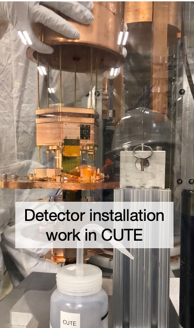 Detector installation
work in CUTE
CUTE